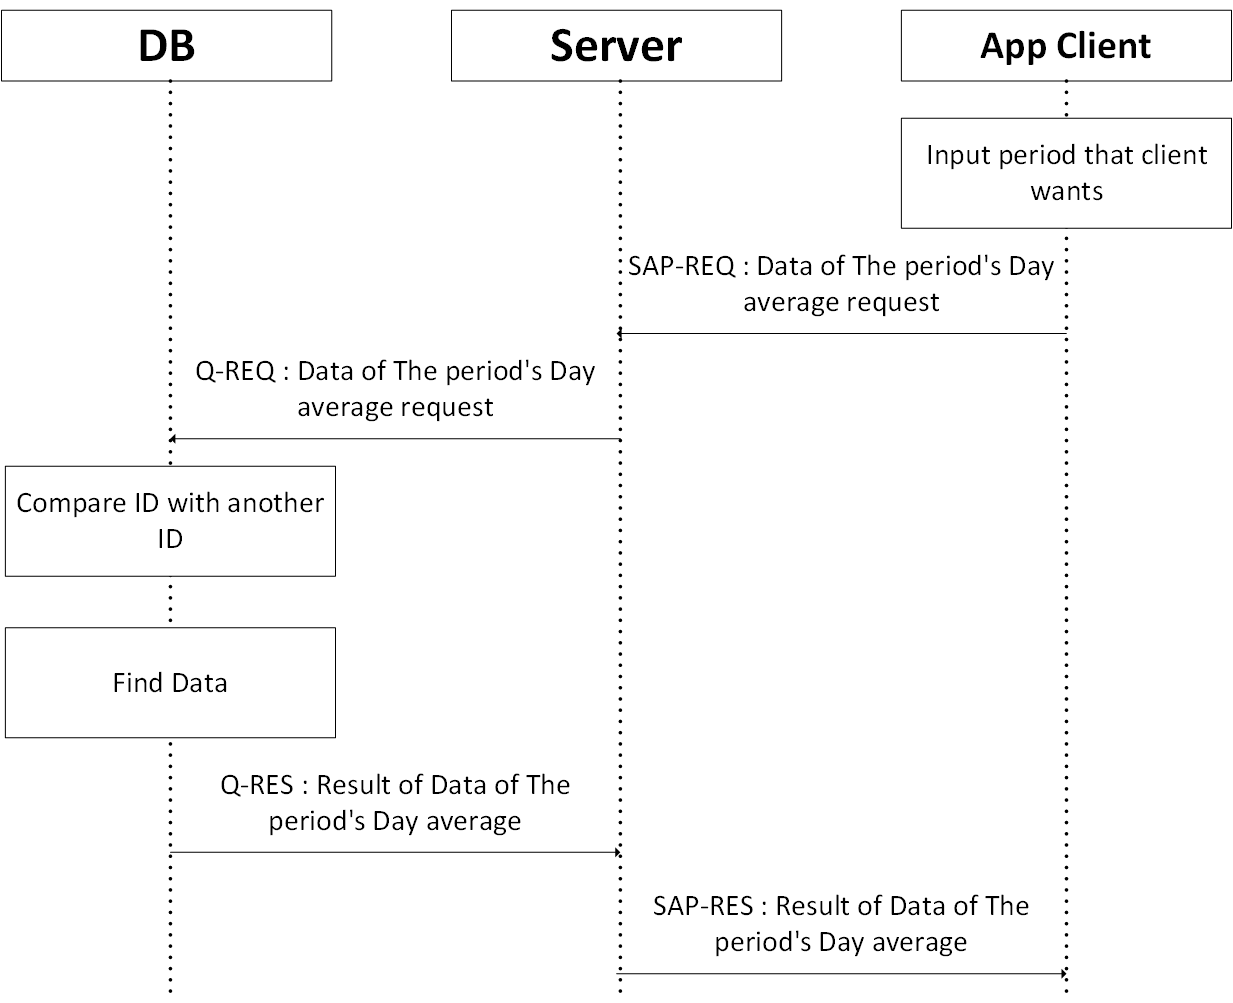 DB
Server
App Client
Input period that client
wants
SAP-REQ : Data of The period's Day
average request
Q-REQ : Data of The period's Day
average request
Compare ID with another
ID
Find Data
Q-RES : Result of Data of The
period's Day average
SAP-RES : Result of Data of The
period's Day average